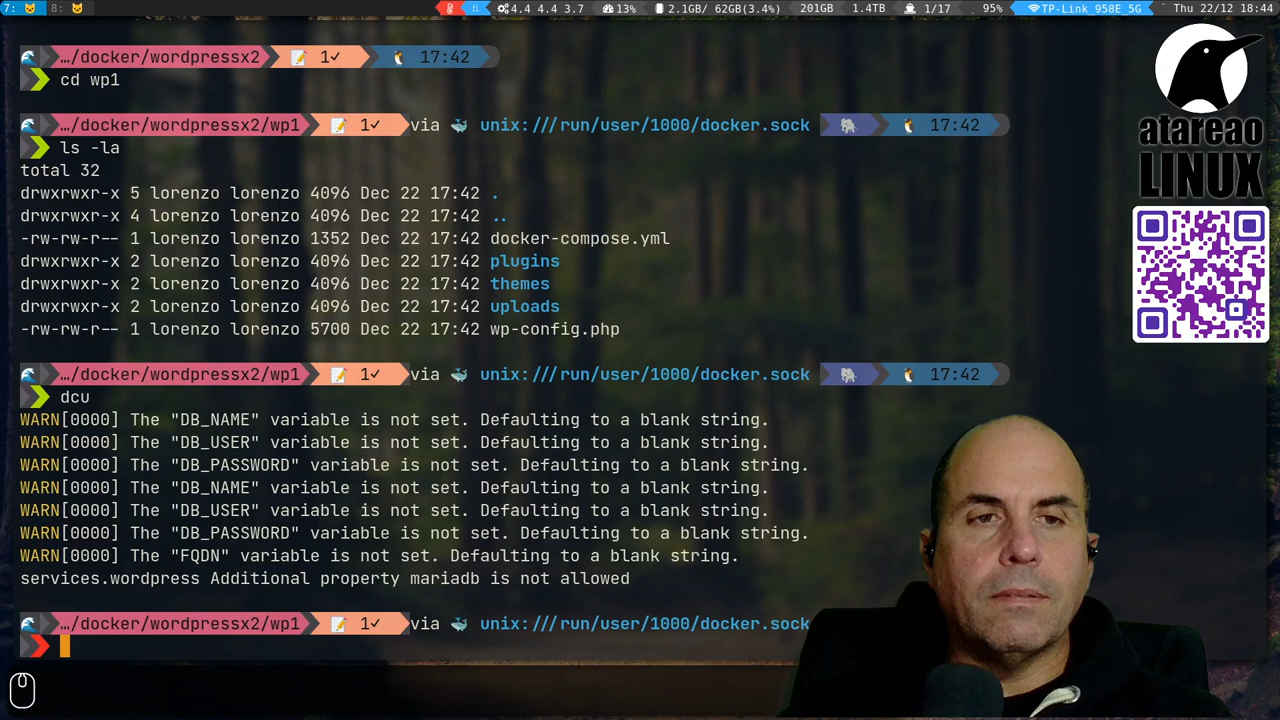 7: 8: 4.4 4.4 3.7 13% 2.1GB/ 62GB(3.4%) 201GB 1.4TB 1/17 95% TP-Link 958E_5G Thu 22/12 18:44
…/docker/wordpressx2 1✓ 17:42
cd wp1
…/docker/wordpressx2/wp1 1✓ via unix:///run/user/1000/docker.sock 17:42
ls -la
total 32
drwxrwxr-x 5 lorenzo lorenzo 4096 Dec 22 17:42 .
drwxrwxr-x 4 lorenzo lorenzo 4096 Dec 22 17:42 ..
-rw-rw-r-- 1 lorenzo lorenzo 1352 Dec 22 17:42 docker-compose.yml
drwxrwxr-x 2 lorenzo lorenzo 4096 Dec 22 17:42 plugins
drwxrwxr-x 2 lorenzo lorenzo 4096 Dec 22 17:42 themes
drwxrwxr-x 2 lorenzo lorenzo 4096 Dec 22 17:42 uploads
-rw-rw-r-- 1 lorenzo lorenzo 5700 Dec 22 17:42 wp-config.php
…/docker/wordpressx2/wp1 1✓ via unix:///run/user/1000/docker.sock 17:42
dcu
WARN[0000] The "DB_NAME" variable is not set. Defaulting to a blank string.
WARN[0000] The "DB_USER" variable is not set. Defaulting to a blank string.
WARN[0000] The "DB_PASSWORD" variable is not set. Defaulting to a blank string.
WARN[0000] The "DB_NAME" variable is not set. Defaulting to a blank string.
WARN[0000] The "DB_USER" variable is not set. Defaulting to a blank string.
WARN[0000] The "DB_PASSWORD" variable is not set. Defaulting to a blank string.
WARN[0000] The "FQDN" variable is not set. Defaulting to a blank string.
services.wordpress Additional property mariadb is not allowed
…/docker/wordpressx2/wp1 1✓ via unix:///run/user/1000/docker.sock
atareao
LINUX